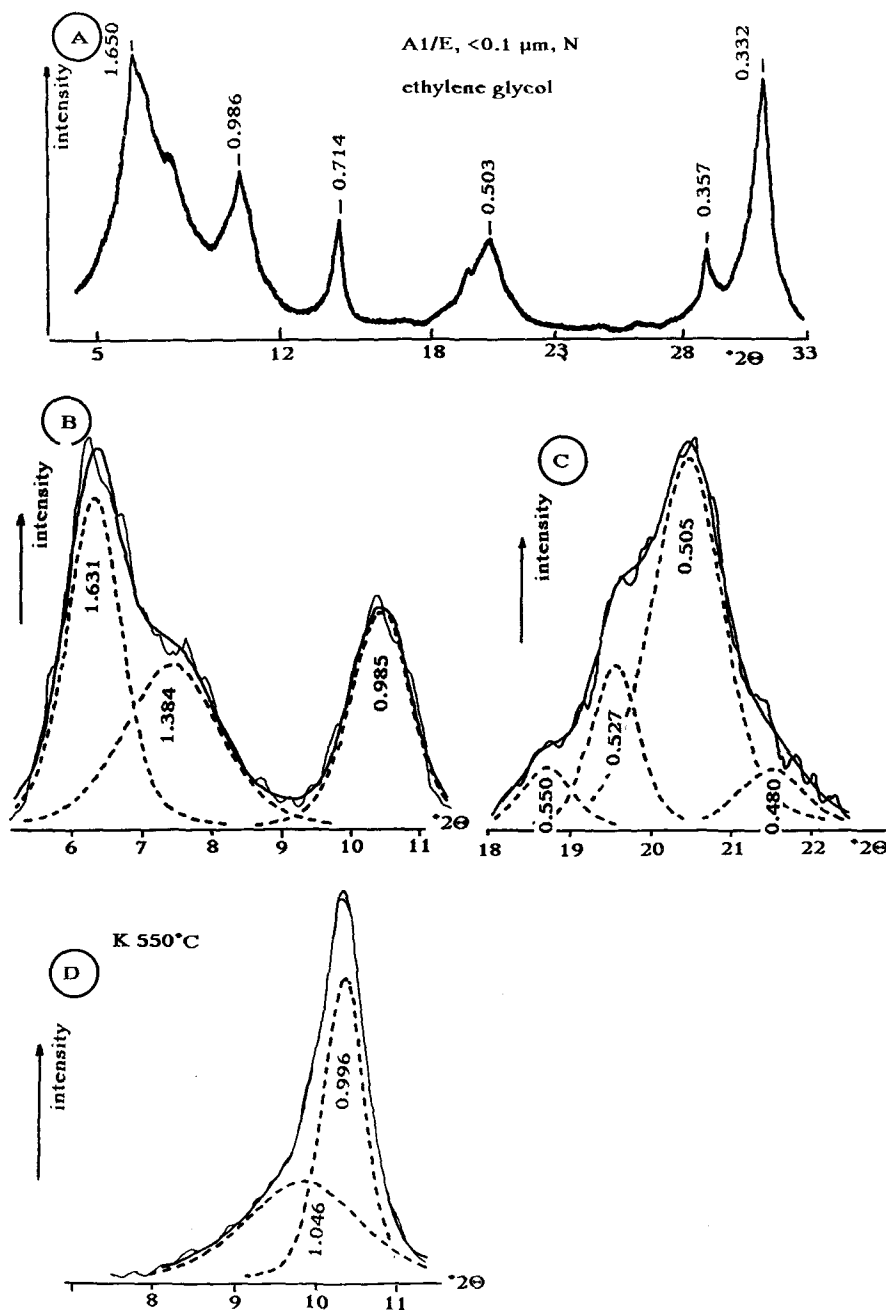 A
A1/E, <0.1 μm, N
ethylene glycol
intensity
1.650
0.986
0.714
0.503
0.357
0.332
5 12 18 23 28 33
°2Θ
B
intensity
1.631
1.384
0.985
6 7 8 9 10 11 °2Θ
C
intensity
0.550
0.527
0.505
0.480
18 19 20 21 22 °2Θ
D
K 550°C
intensity
1.046
0.996
8 9 10 11 °2Θ